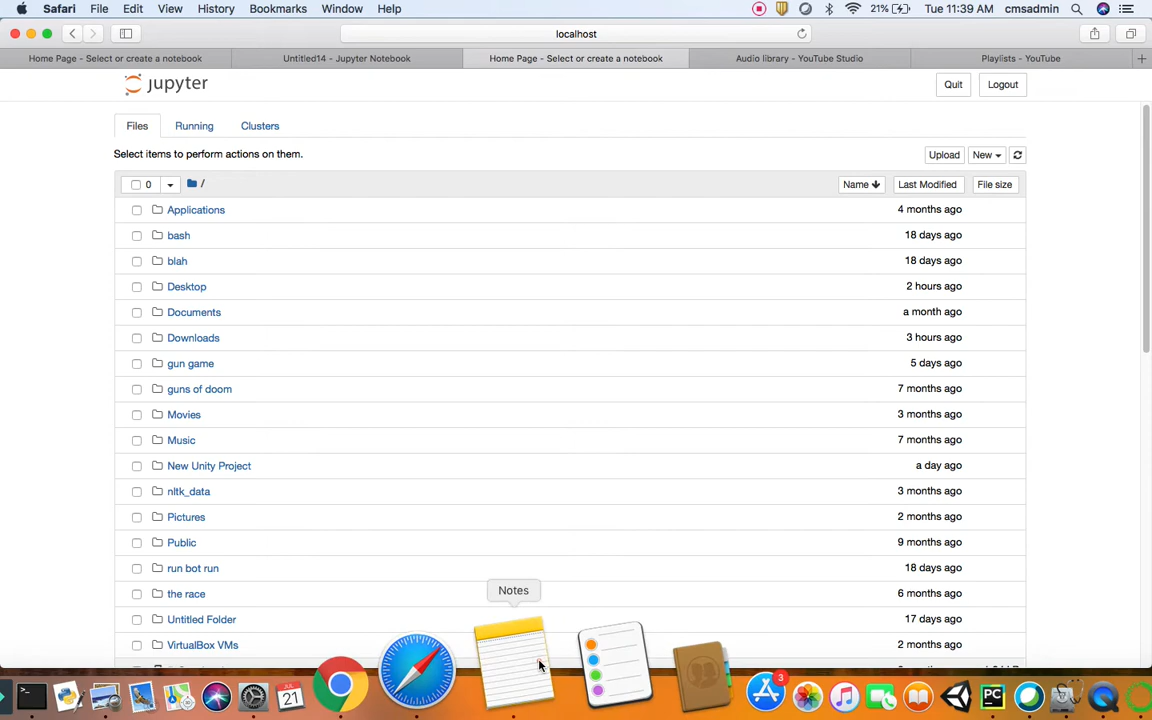 Safari File Edit View History Bookmarks Window Help 21% Tue 11:39 AM cmsadmin
localhost
Home Page - Select or create a notebook Untitled14 - Jupyter Notebook Home Page - Select or create a notebook Audio library - YouTube Studio Playlists - YouTube
jupyter Quit Logout
Files Running Clusters
Select items to perform actions on them. Upload New
0 / Name Last Modified File size
Applications 4 months ago
bash 18 days ago
blah 18 days ago
Desktop 2 hours ago
Documents a month ago
Downloads 3 hours ago
gun game 5 days ago
guns of doom 7 months ago
Movies 3 months ago
Music 7 months ago
New Unity Project a day ago
nltk_data 3 months ago
Pictures 2 months ago
Public 9 months ago
run bot run 18 days ago
the race 6 months ago
Untitled Folder 17 days ago
VirtualBox VMs 2 months ago
Notes
3
JUL
21
PC